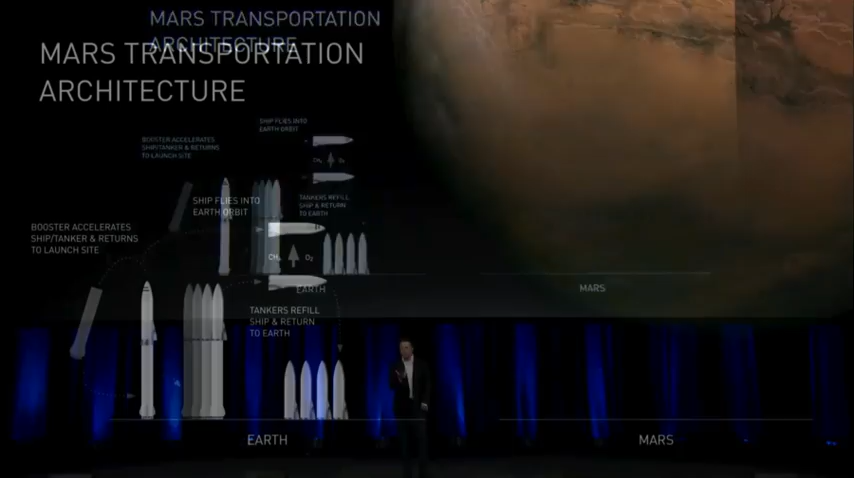 MARS TRANSPORTATION
ARCHITECTURE
MARS TRANSPORTATION
ARCHITECTURE
SHIP FLIES INTO
EARTH ORBIT
BOOSTER ACCELERATES
SHIP/TANKER & RETURNS
TO LAUNCH SITE
CH₄ O₂
TANKERS REFILL
SHIP & RETURN
TO EARTH
EARTH
MARS
SHIP FLIES INTO
EARTH ORBIT
BOOSTER ACCELERATES
SHIP/TANKER & RETURNS
TO LAUNCH SITE
CH₄ O₂
TANKERS REFILL
SHIP & RETURN
TO EARTH
EARTH
MARS